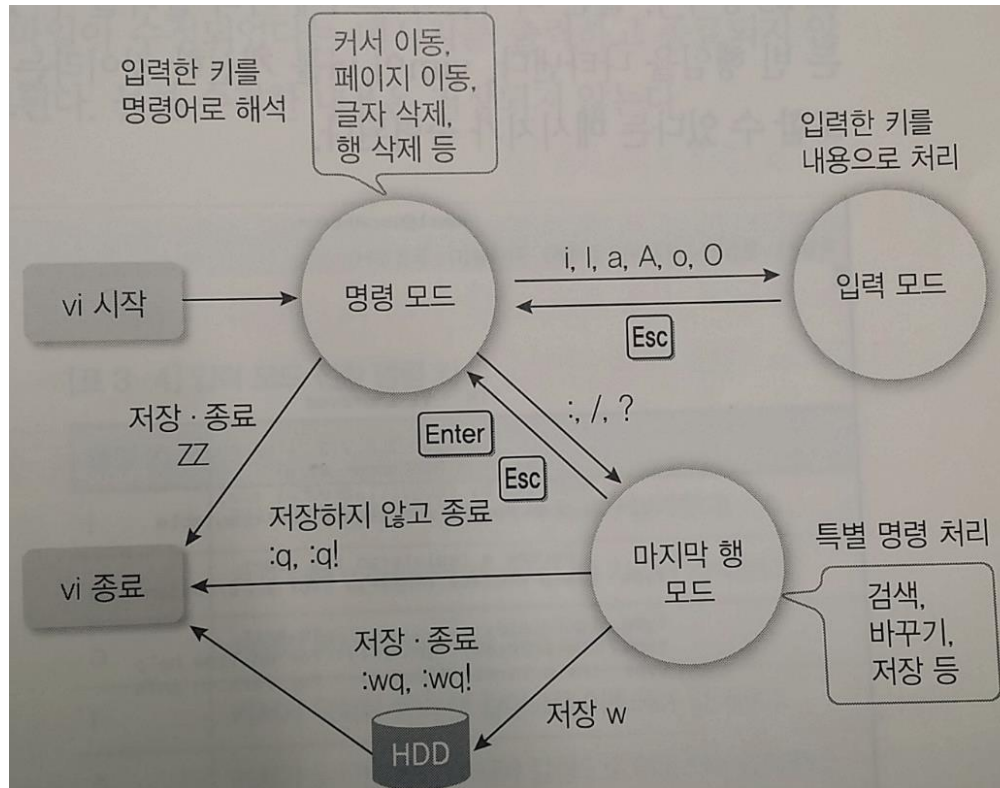 입력한 키를
명령어로 해석
커서 이동,
페이지 이동,
글자 삭제,
행 삭제 등
입력한 키를
내용으로 처리
vi 시작
명령 모드
i, I, a, A, o, O
Esc
입력 모드
저장 · 종료
ZZ
Enter
Esc
:, /, ?
저장하지 않고 종료
:q, :q!
vi 종료
마지막 행
모드
특별 명령 처리
검색,
바꾸기,
저장 등
저장 · 종료
:wq, :wq!
저장 w
HDD